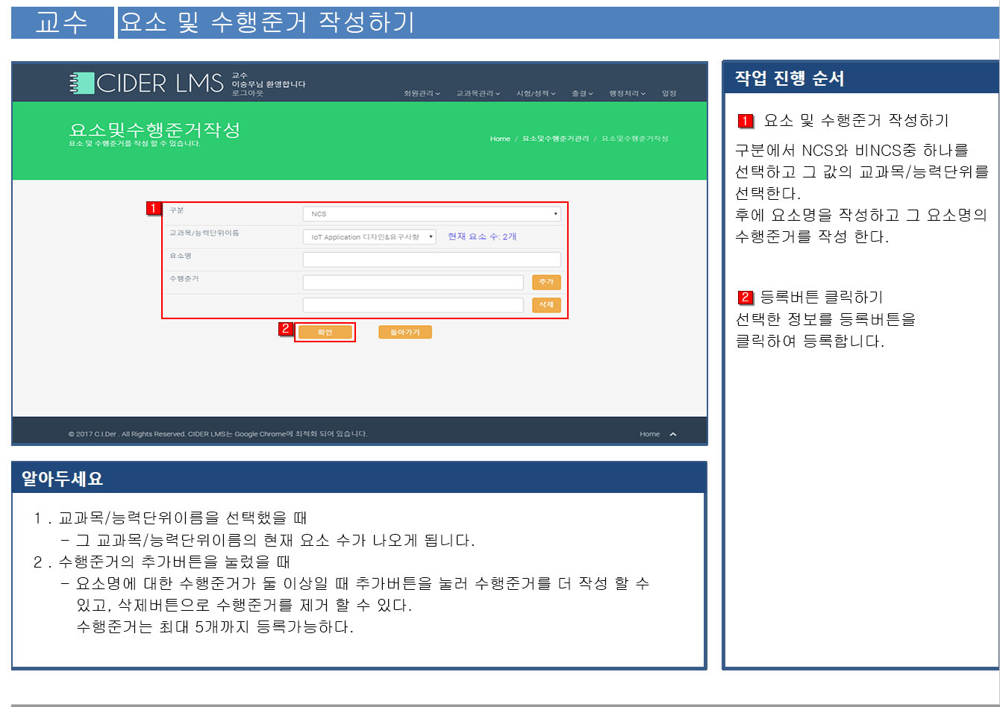 교수 요소 및 수행준거 작성하기
CIDER LMS
교수
이승무님 환영합니다
로그아웃
회원관리 교과목관리 시험/성적 출결 행정처리 일정
요소및수행준거작성
요소 및 수행준거를 작성 할 수 있습니다.
Home / 요소및수행준거관리 / 요소및수행준거작성
1
구분 NCS
교과목/능력단위이름 IoT Application 디자인&요구사항 현재 요소 수: 2개
요소명
수행준거 추가
삭제
2 확인 돌아가기
© 2017 C.I.Der . All Rights Reserved. CIDER LMS는 Google Chrome에 최적화 되어 있습니다.
Home
작업 진행 순서
1 요소 및 수행준거 작성하기
구분에서 NCS와 비NCS중 하나를
선택하고 그 값의 교과목/능력단위를
선택한다.
후에 요소명을 작성하고 그 요소명의
수행준거를 작성 한다.
2 등록버튼 클릭하기
선택한 정보를 등록버튼을
클릭하여 등록합니다.
알아두세요
1 . 교과목/능력단위이름을 선택했을 때
- 그 교과목/능력단위이름의 현재 요소 수가 나오게 됩니다.
2 . 수행준거의 추가버튼을 눌렀을 때
- 요소명에 대한 수행준거가 둘 이상일 때 추가버튼을 눌러 수행준거를 더 작성 할 수
있고, 삭제버튼으로 수행준거를 제거 할 수 있다.
수행준거는 최대 5개까지 등록가능하다.